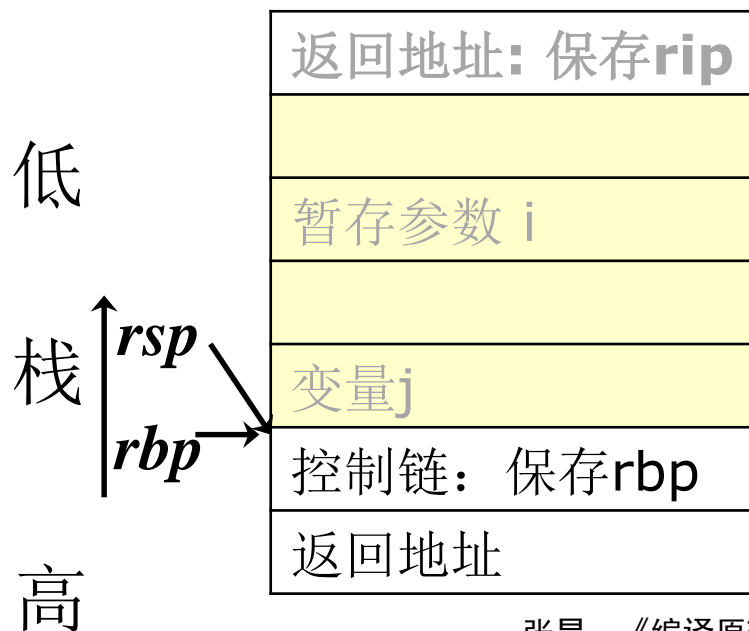 返回地址: 保存rip
低
暂存参数 i
栈
rsp
变量j
rbp
控制链：保存rbp
返回地址
高